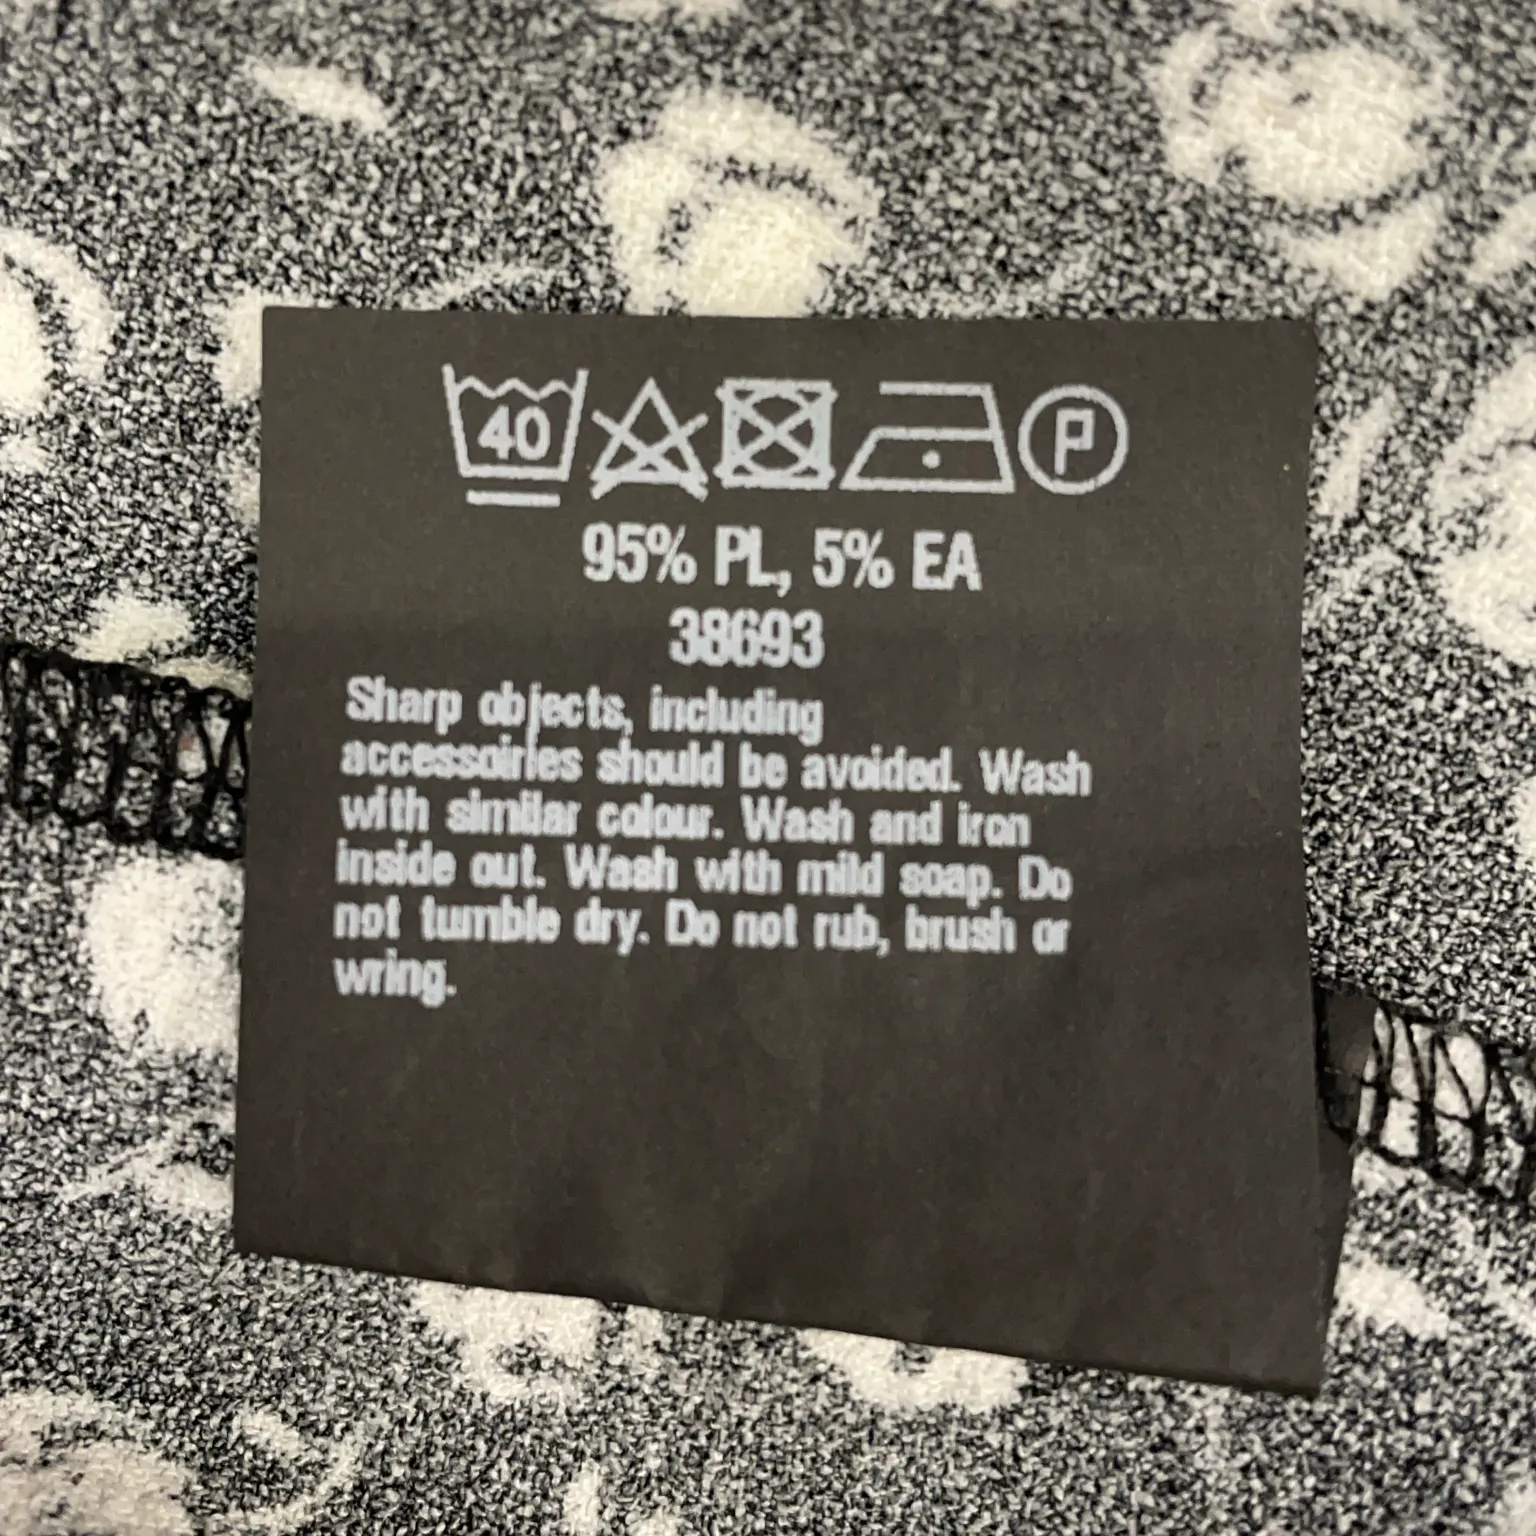 40 P
95% PL, 5% EA
38693
Sharp objects, including
accessoiries should be avoided. Wash
with similar colour. Wash and iron
inside out. Wash with mild soap. Do
not tumble dry. Do not rub, brush or
wring.